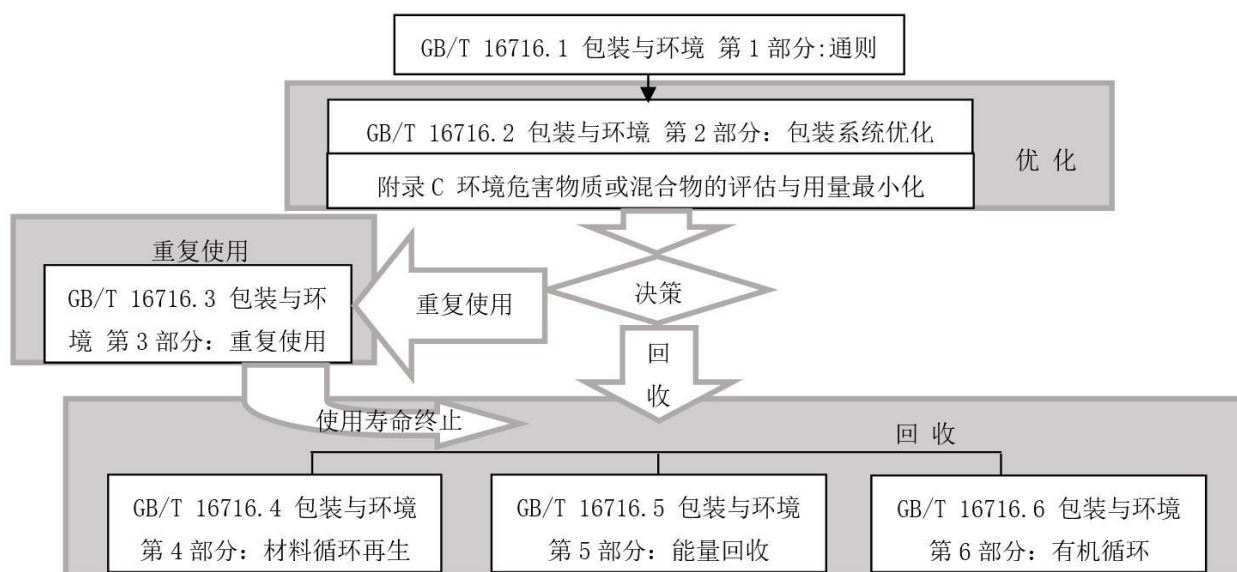 GB/T 16716.1 包装与环境 第1部分:通则
GB/T 16716.2 包装与环境 第2部分：包装系统优化
附录C 环境危害物质或混合物的评估与用量最小化
优 化
重复使用
GB/T 16716.3 包装与环
境 第3部分：重复使用
重复使用
决策
回
收
使用寿命终止
回 收
GB/T 16716.4 包装与环境
第4部分：材料循环再生
GB/T 16716.5 包装与环境
第5部分：能量回收
GB/T 16716.6 包装与环境
第6部分：有机循环